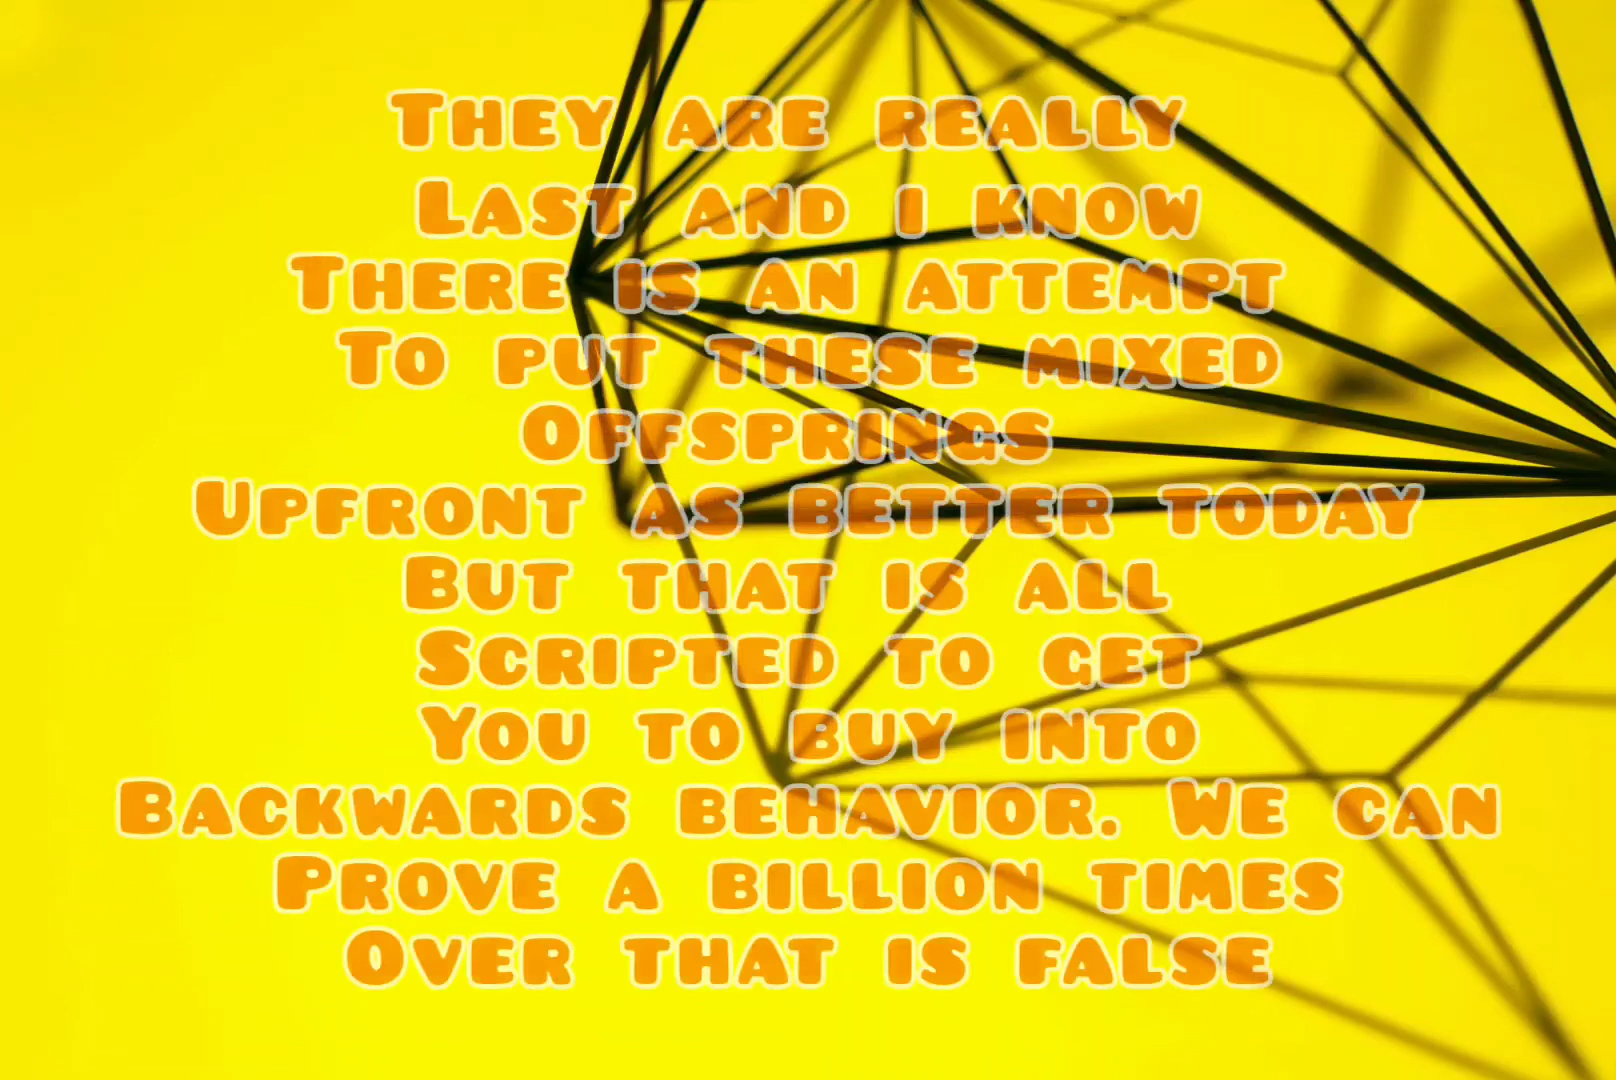 They are really
Last and i know
There is an attempt
To put these mixed
Offsprings
Upfront as better today
But that is all
Scripted to get
You to buy into
Backwards behavior. We can
Prove a billion times
Over that is false